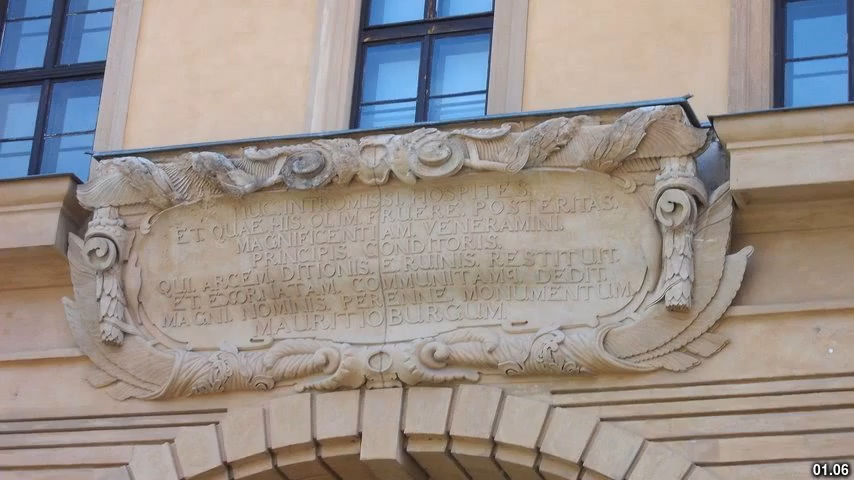 HUC. INTROMISSI. HOSPITES.
ET. QUAE. HIS. OLIM. FRUERE. POSTERITAS.
MAGNIFICENTIAM. VENERAMINI.
PRINCIPIS. CONDITORIS.
QUI. ARCEM. DITIONIS. E. RUINIS. RESTITUIT.
ET. EXORNATAM. COMMUNITAMQ. DEDIT.
MAGNI. NOMINIS. PERENNE. MONUMENTUM.
MAURITIOBURGUM.
01.06